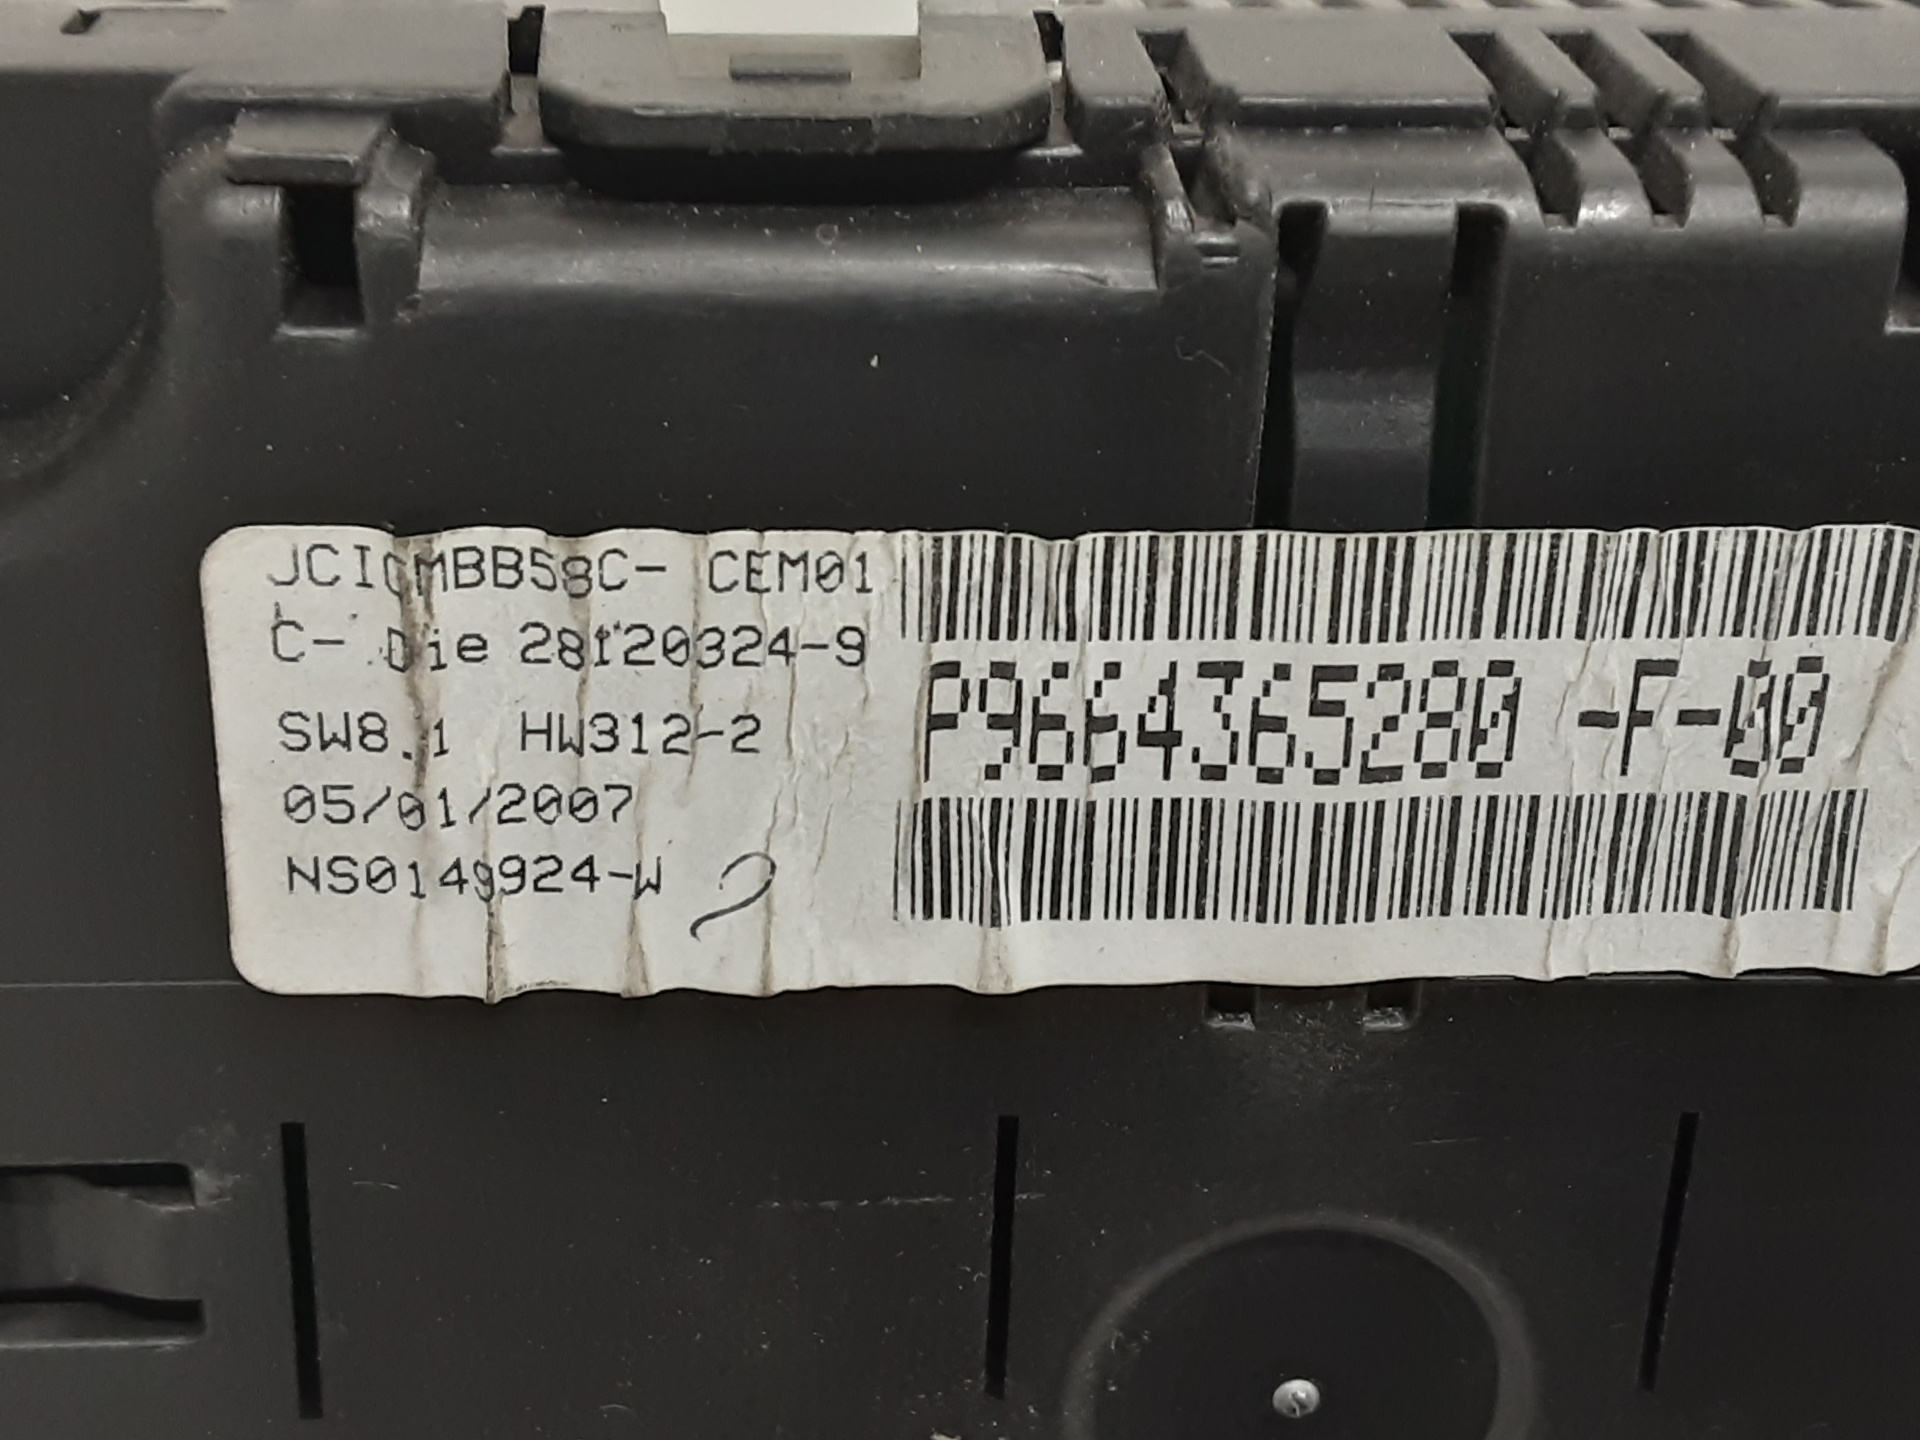 JCICMBB58C- CEM01
C- Die 28120324-9
SW8.1 HW312-2
05/01/2007
NS0149924-W
P9664365280 -F-00